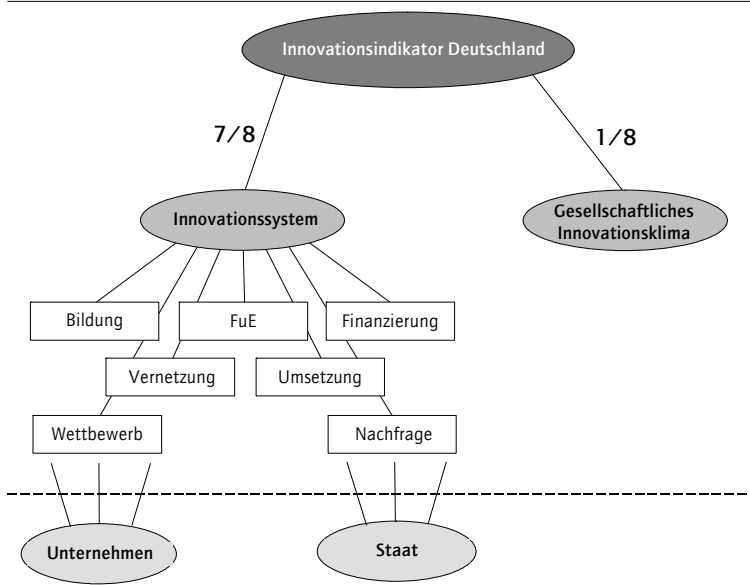 Innovationsindikator Deutschland
7/8
1/8
Innovationssystem
Gesellschaftliches
Innovationsklima
Bildung
FuE
Finanzierung
Vernetzung
Umsetzung
Wettbewerb
Nachfrage
Unternehmen
Staat